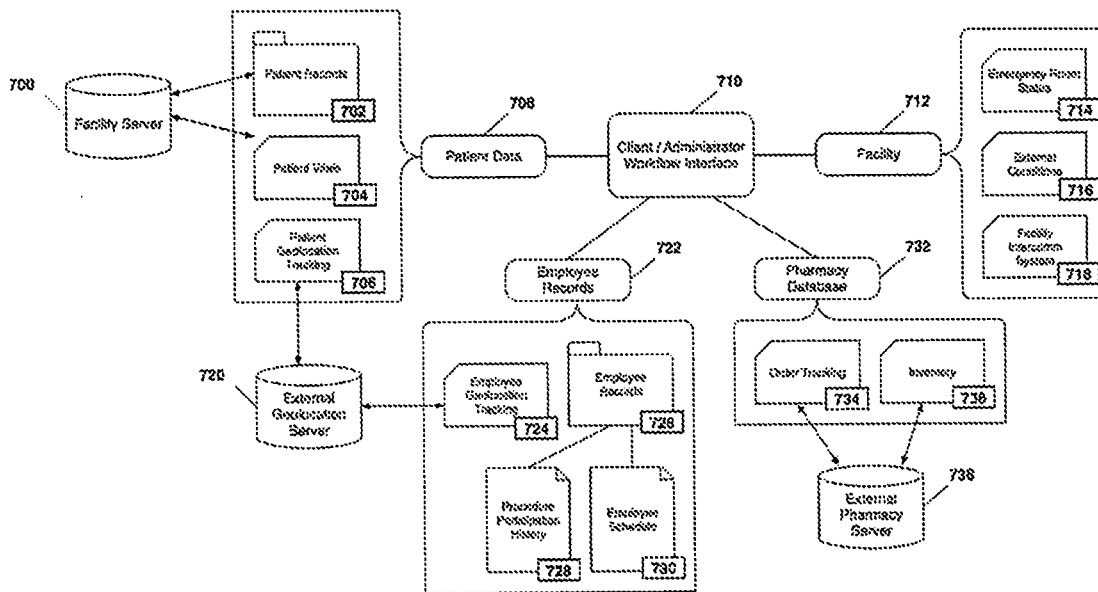 700
Facility Server
Patient Records
702
Patient Vitals
704
Patient
Geolocation
Tracking
706
708
Patient Data
710
Client / Administrator
Workflow Interface
712
Facility
Emergency Room
Status
714
External
Conditions
716
Facility
Intercomm
System
718
720
External
Geolocation
Server
722
Employee
Records
Employee
Geolocation
Tracking
724
Employee
Records
726
Procedure
Participation
History
728
Employee
Schedule
730
732
Pharmacy
Database
Order Tracking
734
Inventory
738
External
Pharmacy
Server
736